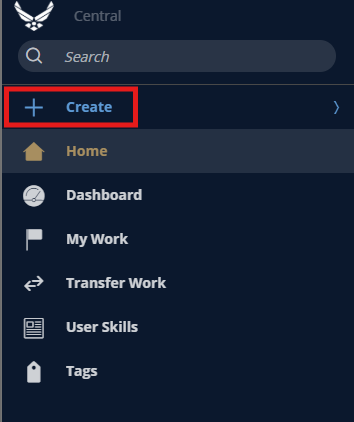 Central
Search
Create
Home
Dashboard
My Work
Transfer Work
User Skills
Tags